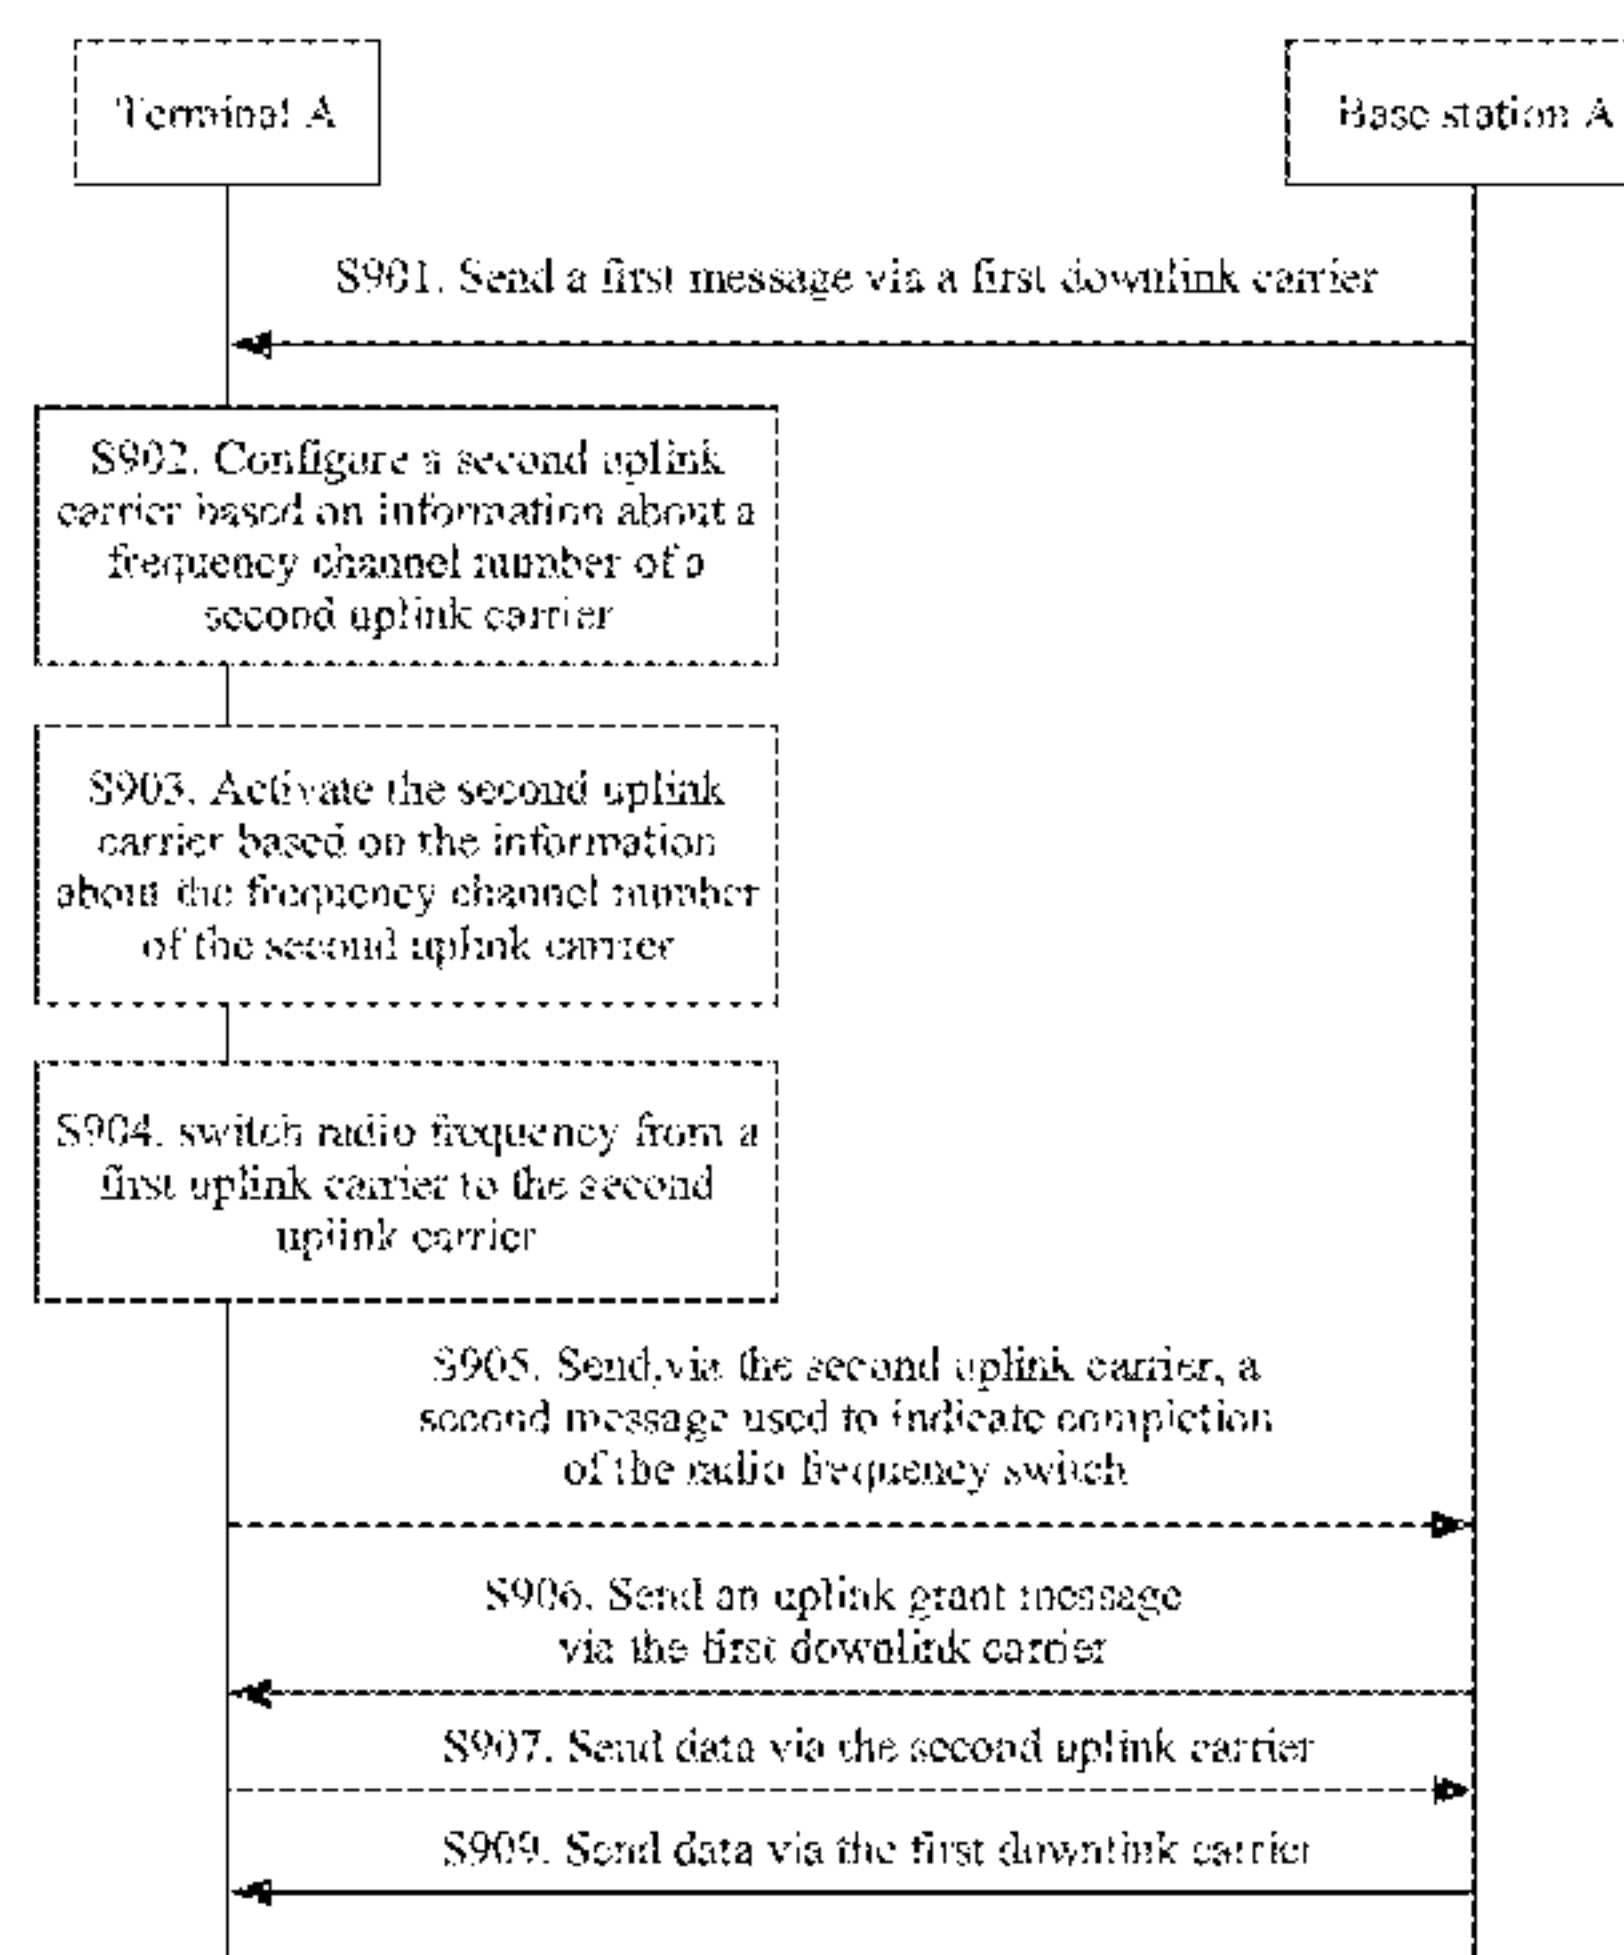 Terminal A
Base station A
S901. Send a first message via a first downlink carrier
S902. Configure a second uplink
carrier based on information about a
frequency channel number of a
second uplink carrier
S903. Activate the second uplink
carrier based on the information
about the frequency channel number
of the second uplink carrier
S904. switch radio frequency from a
first uplink carrier to the second
uplink carrier
S905. Send,via the second uplink carrier, a
second message used to indicate completion
of the radio frequency switch
S906. Send an uplink grant message
via the first downlink carrier
S907. Send data via the second uplink carrier
S909. Send data via the first downlink carrier